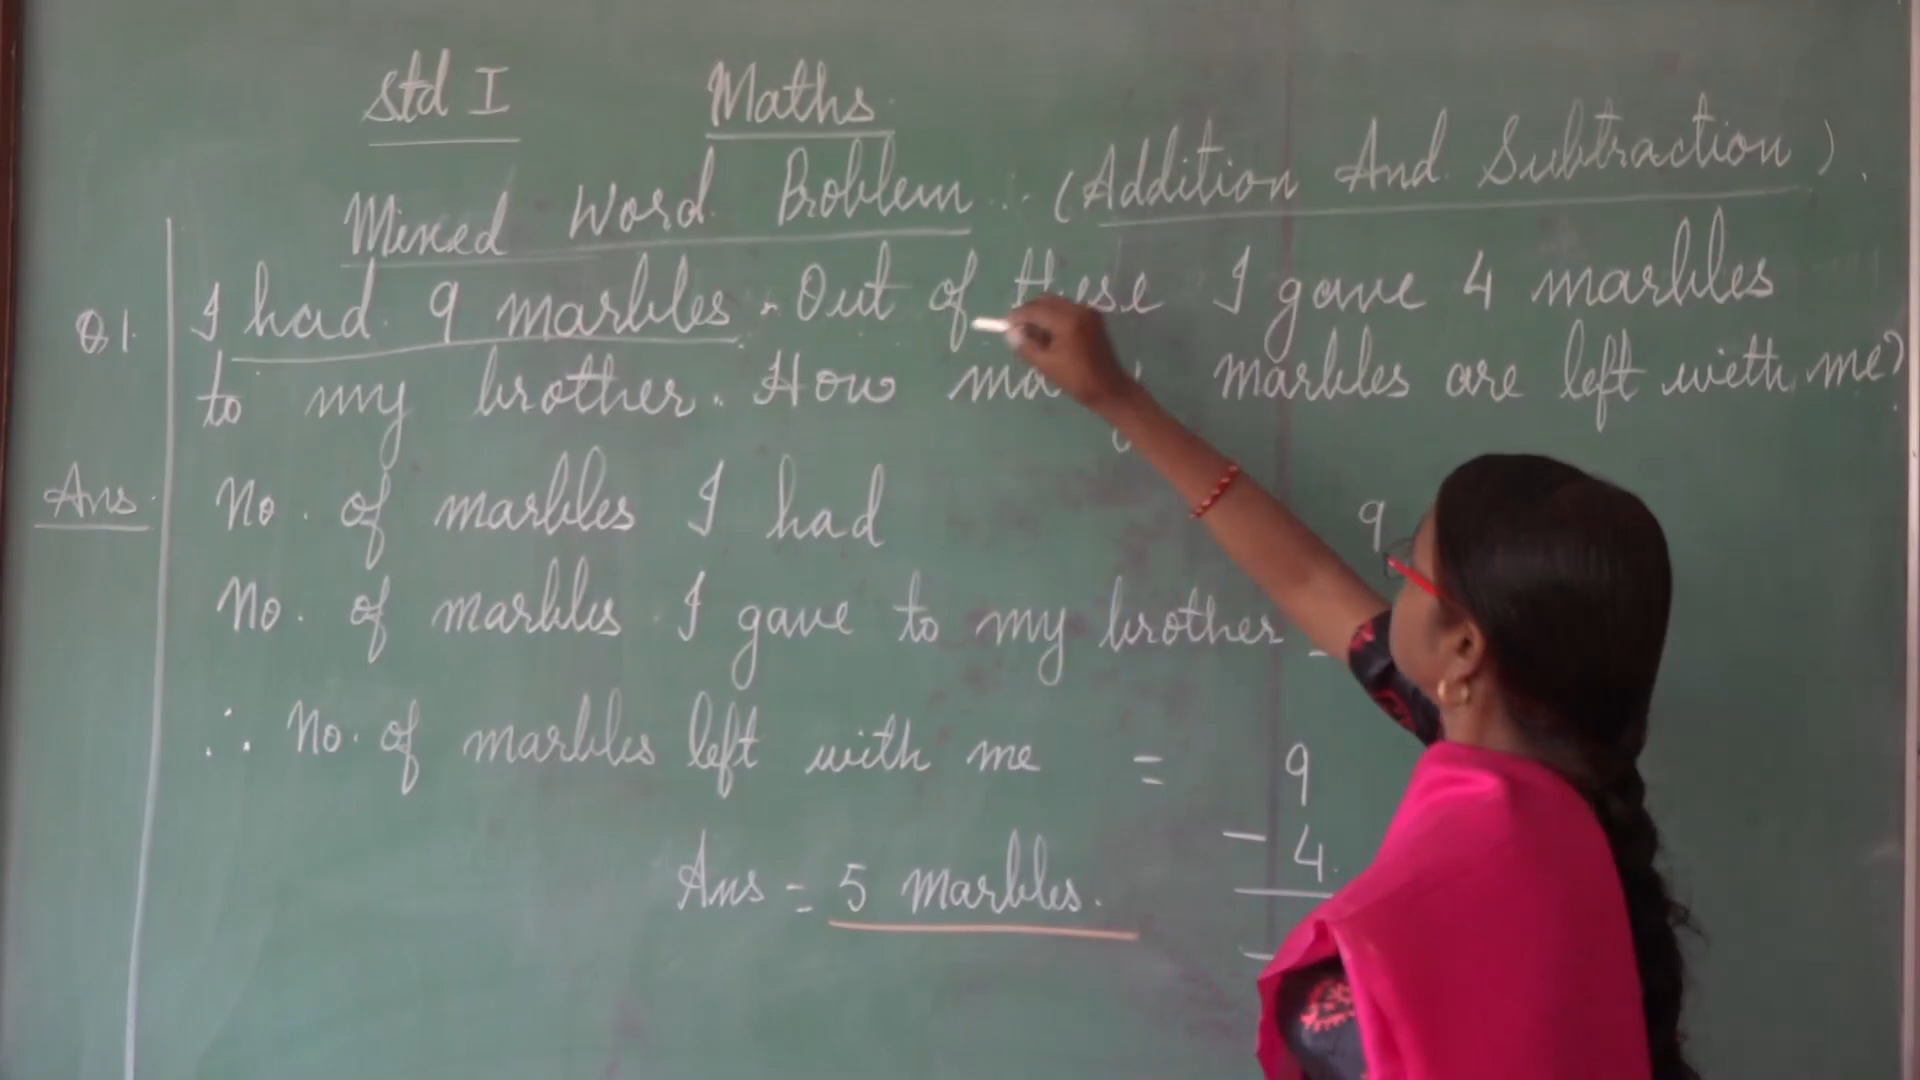 Std I Maths.
Mixed Word Problem .. (Addition And Subtraction).
Q1. I had 9 marbles. Out of these I gave 4 marbles
to my brother. How marbles are left with me?
Ans. No. of marbles I had 9
No. of marbles I gave to my brother -
∴ No. of marbles left with me = 9
- 4
Ans = 5 marbles.